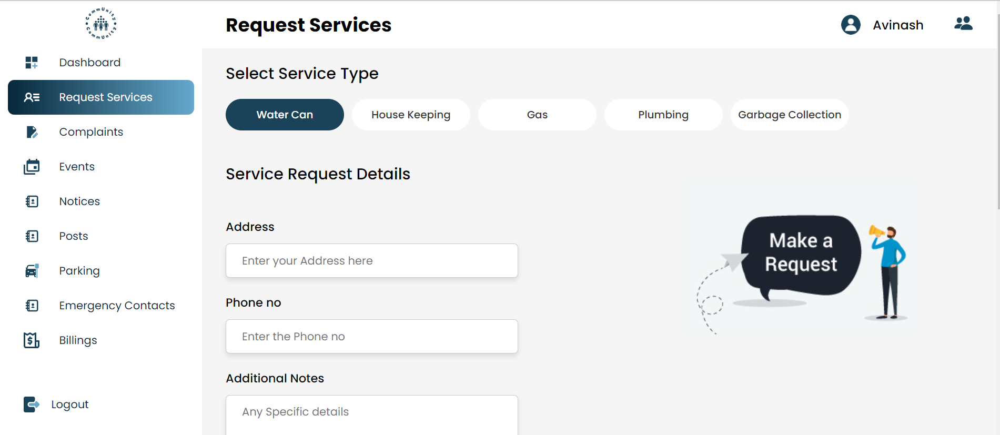 CommUnity
CommUnity
Request Services
Avinash
Dashboard
Request Services
Complaints
Events
Notices
Posts
Parking
Emergency Contacts
Billings
Logout
Select Service Type
Water Can
House Keeping
Gas
Plumbing
Garbage Collection
Service Request Details
Address
Enter your Address here
Phone no
Enter the Phone no
Additional Notes
Any Specific details
Make a
Request